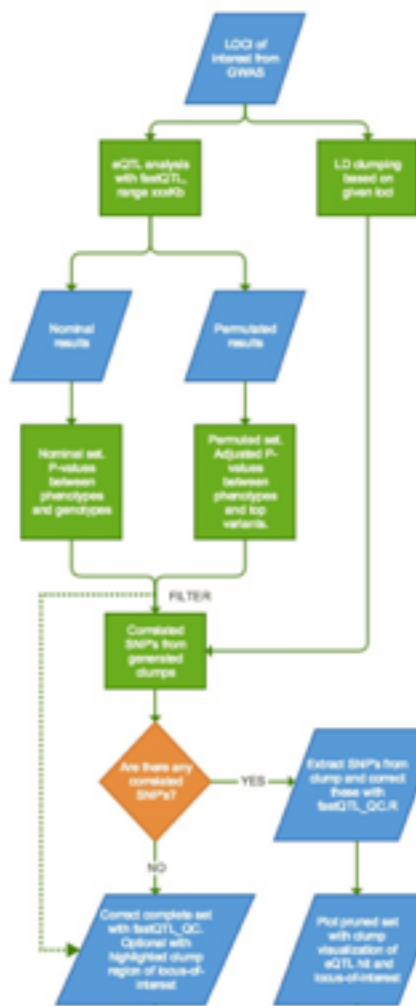 LOCI of
interest from
GWAS
eQTL analysis
with fastQTL,
range xxxKb
LD clumping
based on
given loci
Nominal
results
Permutated
results
Nominal set.
P-values
between
phenotypes
and genotypes
Permuted set.
Adjusted P-
values between
phenotypes
and top
variants.
FILTER
Correlated
SNP's from
generated
clumps
Are there any
correlated
SNP's?
YES
Extract SNP's from
clump and correct
these with
fastQTL_QC.R
NO
Correct complete set
with fastQTL_QC.
Optional with
highlighted clump
region of locus-of-
interest
Plot pruned set
with clump
visualization of
eQTL hit and
locus-of-interest